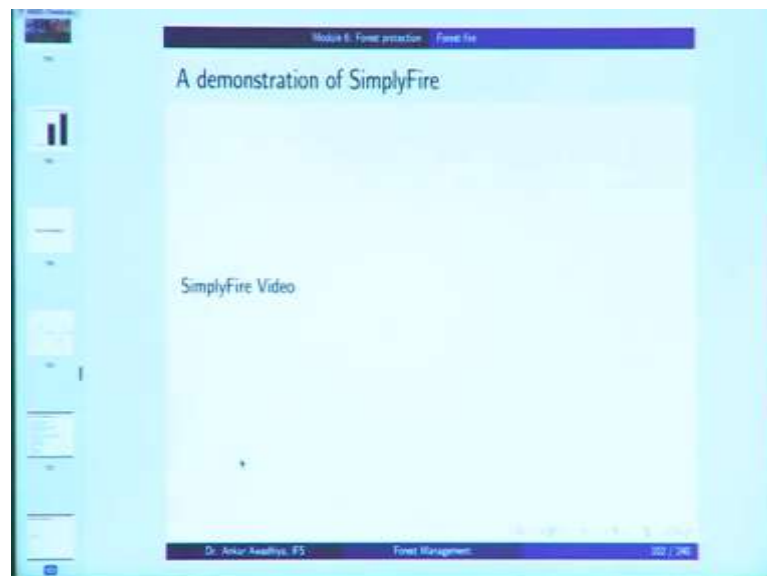 Module 6: Forest protection Forest fire
A demonstration of SimplyFire
SimplyFire Video
Dr. Ankur Awadhiya, IFS Forest Management